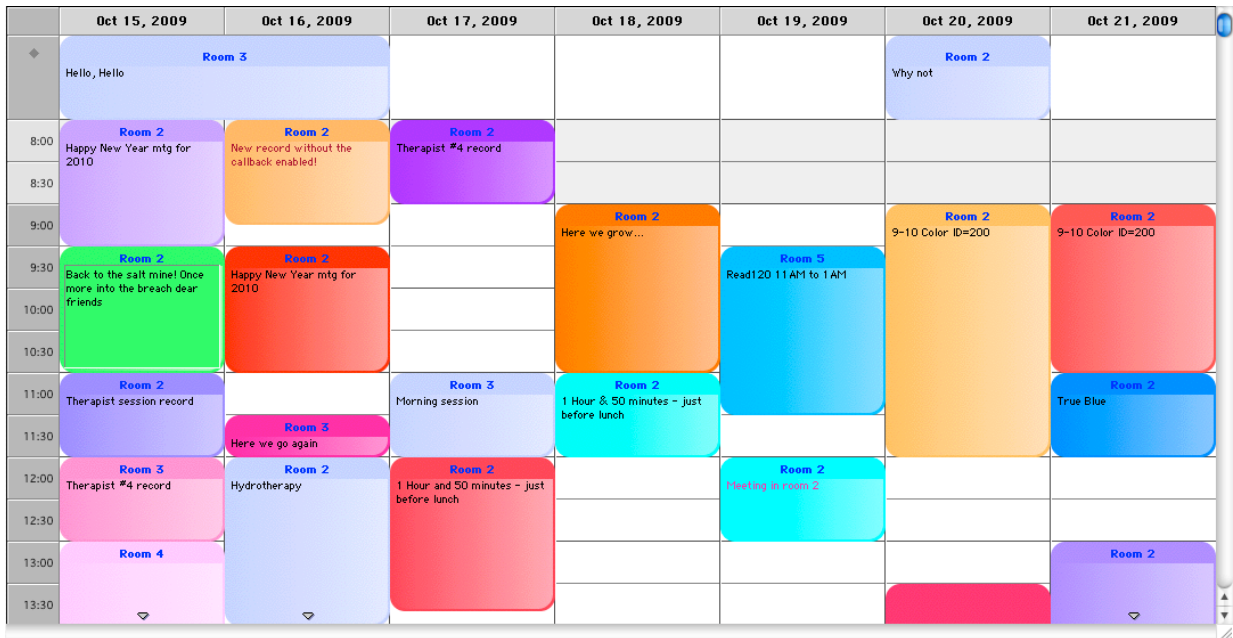 Oct 15, 2009
Oct 16, 2009
Oct 17, 2009
Oct 18, 2009
Oct 19, 2009
Oct 20, 2009
Oct 21, 2009
Room 3
Hello, Hello
Room 2
Why not
8:00
Room 2
Happy New Year mtg for
2010
Room 2
New record without the
callback enabled!
Room 2
Therapist #4 record
8:30
9:00
Room 2
Here we grow...
Room 2
9-10 Color ID=200
Room 2
9-10 Color ID=200
9:30
Room 2
Back to the salt mine! Once
more into the breach dear
friends
Room 2
Happy New Year mtg for
2010
Room 5
Read120 11 AM to 1 AM
10:00
10:30
11:00
Room 2
Therapist session record
Room 3
Morning session
Room 2
1 Hour & 50 minutes - just
before lunch
Room 2
True Blue
11:30
Room 3
Here we go again
12:00
Room 3
Therapist #4 record
Room 2
Hydrotherapy
Room 2
1 Hour and 50 minutes - just
before lunch
Room 2
Meeting in room 2
12:30
13:00
Room 4
Room 2
13:30